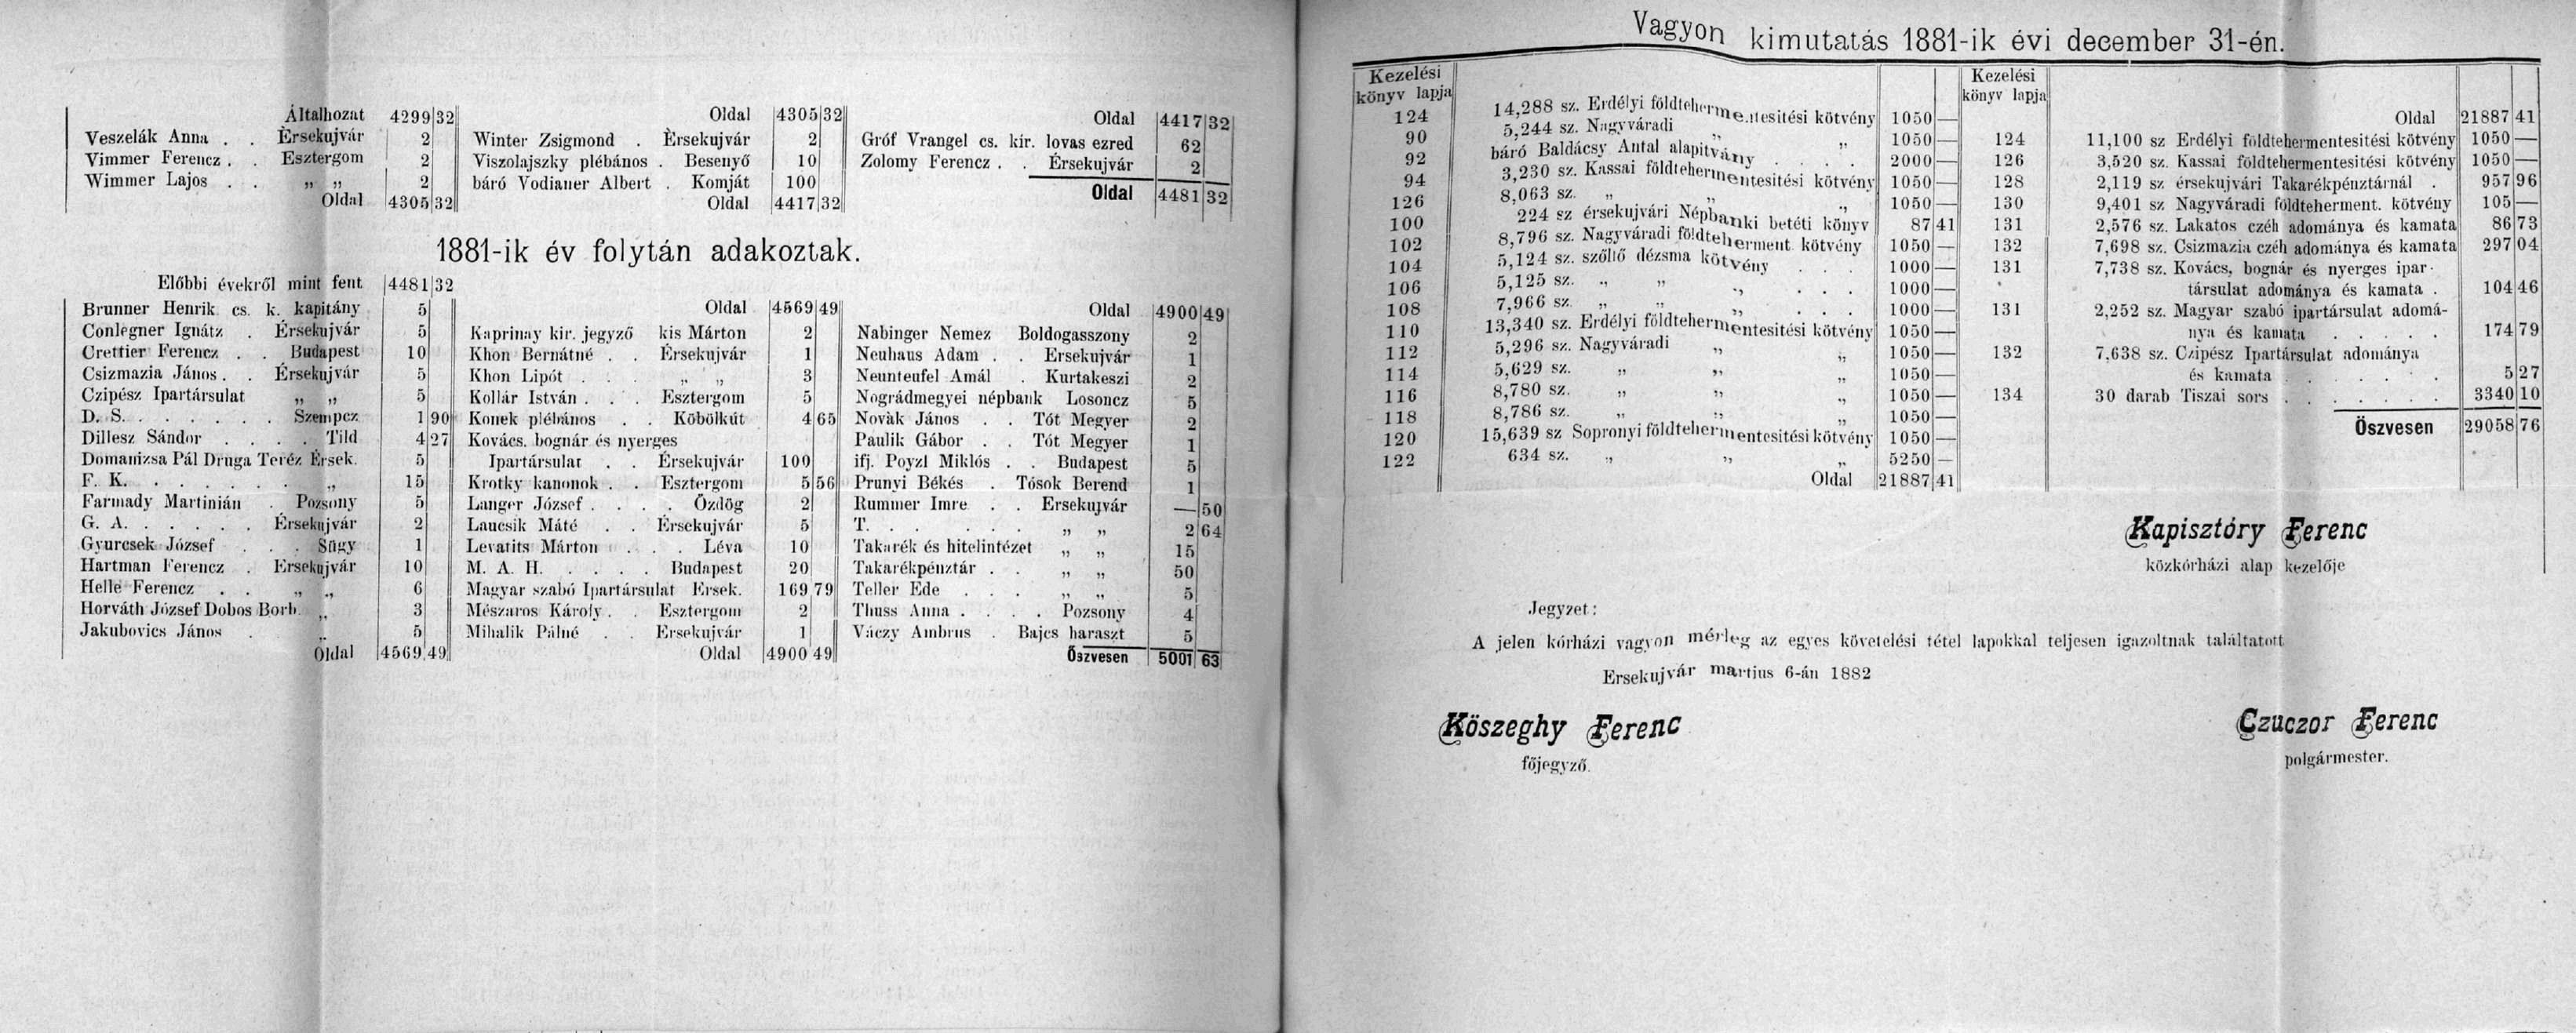 Általhozat 4299 32
Veszelák Anna . . Érsekujvár 2
Vimmer Ferencz . . Esztergom 2
Wimmer Lajos . . „ „ 2
Oldal 4305 32
Oldal 4305 32
Winter Zsigmond . Érsekujvár 2
Viszolajszky plébános . Besenyő 10
báró Vodianer Albert . Komját 100
Oldal 4417 32
Oldal 4417 32
Gróf Vrangel cs. kir. lovas ezred 62
Zolomy Ferencz . . Érsekujvár 2
Oldal 4481 32
1881-ik év folytán adakoztak.
Előbbi évekről mint fent 4481 32
Brunner Henrik cs. k. kapitány 5
Conlegner Ignátz . Érsekujvár 5
Crettier Ferencz . . Budapest 10
Csizmazia János . . Érsekujvár 5
Czipész Ipartársulat „ „ 5
D. S. . . . . . Szempcz 1 90
Dillesz Sándor . . . . Tild 4 27
Domanizsa Pál Druga Teréz Érsek. 5
F. K. . . . . . . „ 15
Farmady Martinián . Pozsony 5
G. A. . . . . . Érsekujvár 2
Gyurcsek József . . . Sügy 1
Hartman Ferencz . Ersekujvár 10
Helle Ferencz . . „ „ 6
Horváth József Dobos Borb. „ 3
Jakubovics János . „ 5
Oldal 4569 49
Oldal 4569 49
Kaprinay kir. jegyző kis Márton 2
Khon Bernátné . . Érsekujvár 1
Khon Lipót . . . „ „ 3
Kollár István . . . Esztergom 5
Konek plébános . . Köbölkút 4 65
Kovács, bognár és nyerges
Ipartársulat . . Érsekujvár 100
Krotky kanonok . . Esztergom 5 56
Langer József . . . . Özdög 2
Laucsik Máté . . Érsekujvár 5
Levatits Márton . . . Léva 10
M. A. H. . . . . Budapest 20
Magyar szabó Ipartársulat Ersek. 169 79
Mészaros Károly . . Esztergom 2
Mihalik Pálné . . Ersekujvár 1
Oldal 4900 49
Oldal 4900 49
Nabinger Nemez Boldogasszony 2
Neuhaus Adam . . Ersekujvár 1
Neunteufel Amál . Kurtakeszi 2
Nográdmegyei népbank Losoncz 5
Novàk János . . Tót Megyer 2
Paulik Gábor . . Tót Megyer 1
ifj. Poyzl Miklós . . Budapest 5
Prunyi Békés . Tósok Berend 1
Rummer Imre . . Ersekujvár — 50
T. . . . . . . „ „ 2 64
Takarék és hitelintézet „ „ 15
Takarékpénztár . . „ „ 50
Teller Ede . . . „ „ 5
Thuss Anna . . . . Pozsony 4
Váczy Ambrus . Bajcs haraszt 5
Öszvesen 5001 63
Vagyon kimutatás 1881-ik évi december 31-én.
Kezelési
könyv lapja
124 14,288 sz. Erdélyi földtehermentesitési kötvény 1050 —
90 5,244 sz. Nagyváradi „ „ 1050 —
92 báró Baldácsy Antal alapitvány . . . . 2000 —
94 3,230 sz. Kassai földtehermentesitési kötvény 1050 —
126 8,063 sz. „ „ „ 1050 —
100 224 sz érsekujvári Népbanki betéti könyv 87 41
102 8,796 sz. Nagyváradi földteherment. kötvény 1050 —
104 5,124 sz. szőllő dézsma kötvény . . . 1000 —
106 5,125 sz. „ „ „ . . . 1000 —
108 7,966 sz. „ „ „ . . . 1000 —
110 13,340 sz. Erdélyi földtehermentesitési kötvény 1050 —
112 5,296 sz. Nagyváradi „ „ 1050 —
114 5,629 sz. „ „ „ 1050 —
116 8,780 sz. „ „ „ 1050 —
118 8,786 sz. „ „ „ 1050 —
120 15,639 sz Sopronyi földtehermentesitési kötvény 1050 —
122 634 sz. „ „ „ 5250 —
Oldal 21887 41
Kezelési
könyv lapja
Oldal 21887 41
124 11,100 sz Erdélyi földtehermentesitési kötvény 1050 —
126 3,520 sz. Kassai földtehermentesitési kötvény 1050 —
128 2,119 sz érsekujvári Takarékpénztárnál . 957 96
130 9,401 sz Nagyváradi földteherment. kötvény 105 —
131 2,576 sz. Lakatos czéh adománya és kamata 86 73
132 7,698 sz. Csizmazia czéh adománya és kamata 297 04
131 7,738 sz. Kovács, bognár és nyerges ipar-
társulat adománya és kamata . 104 46
131 2,252 sz. Magyar szabó ipartársulat adomá-
nya és kamata . . . . . 174 79
132 7,638 sz. Czipész Ipartársulat adománya
és kamata . . . . . . 5 27
134 30 darab Tiszai sors . . . . . . 3340 10
Öszvesen 29058 76
Kapisztóry Ferenc
közkórházi alap kezelője
Jegyzet:
A jelen kórházi vagyon mérleg az egyes követelési tétel lapokkal teljesen igazoltnak találtatott
Ersekujvár martius 6-án 1882
Köszeghy Ferenc
főjegyző.
Czuczor Ferenc
polgármester.